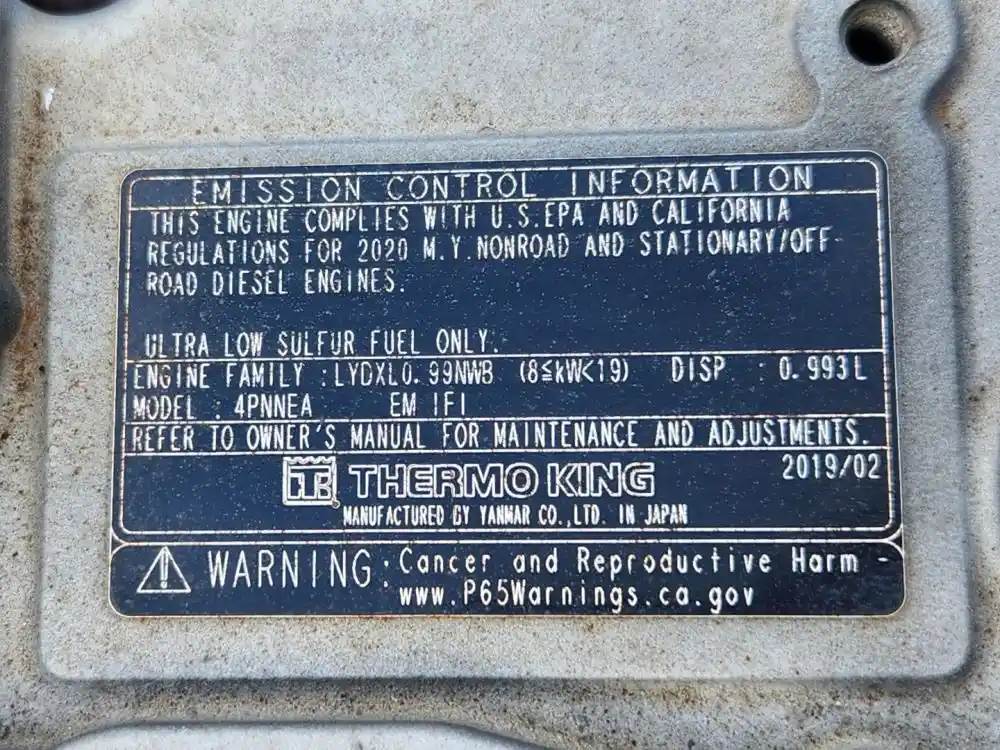 EMISSION CONTROL INFORMATION
THIS ENGINE COMPLIES WITH U.S.EPA AND CALIFORNIA
REGULATIONS FOR 2020 M.Y.NONROAD AND STATIONARY/OFF-
ROAD DIESEL ENGINES.
ULTRA LOW SULFUR FUEL ONLY.
ENGINE FAMILY :LYDXL0.99NWB (8≦kW<19) DISP : 0.993L
MODEL : 4PNNEA EM IFI
REFER TO OWNER'S MANUAL FOR MAINTENANCE AND ADJUSTMENTS.
2019/02
TK THERMO KING
MANUFACTURED BY YANMAR CO.,LTD. IN JAPAN
WARNING:Cancer and Reproductive Harm -
www.P65Warnings.ca.gov